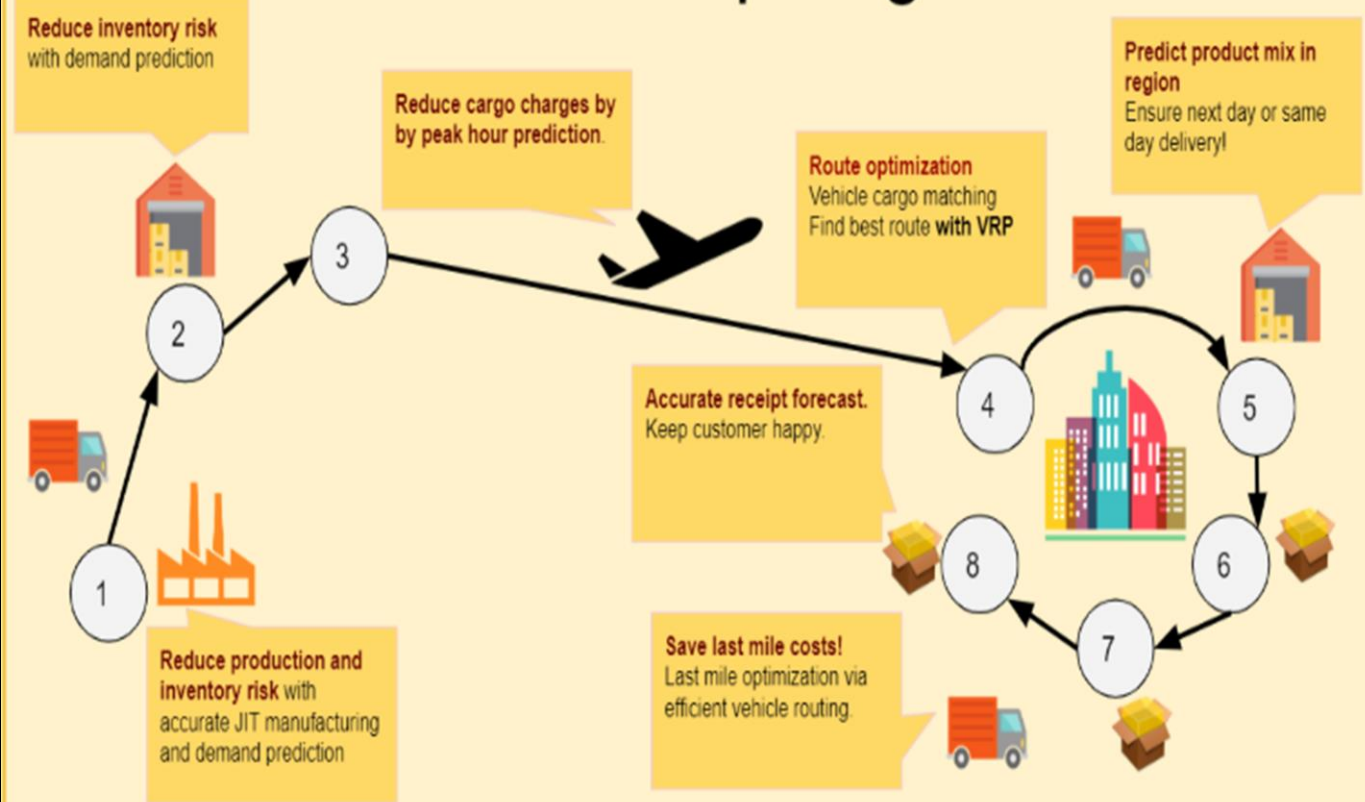 Reduce inventory risk
with demand prediction
Reduce cargo charges by
by peak hour prediction.
Predict product mix in
region
Ensure next day or same
day delivery!
Route optimization
Vehicle cargo matching
Find best route with VRP
3
2
4
5
Accurate receipt forecast.
Keep customer happy.
1
8
6
7
Reduce production and
inventory risk with
accurate JIT manufacturing
and demand prediction
Save last mile costs!
Last mile optimization via
efficient vehicle routing.